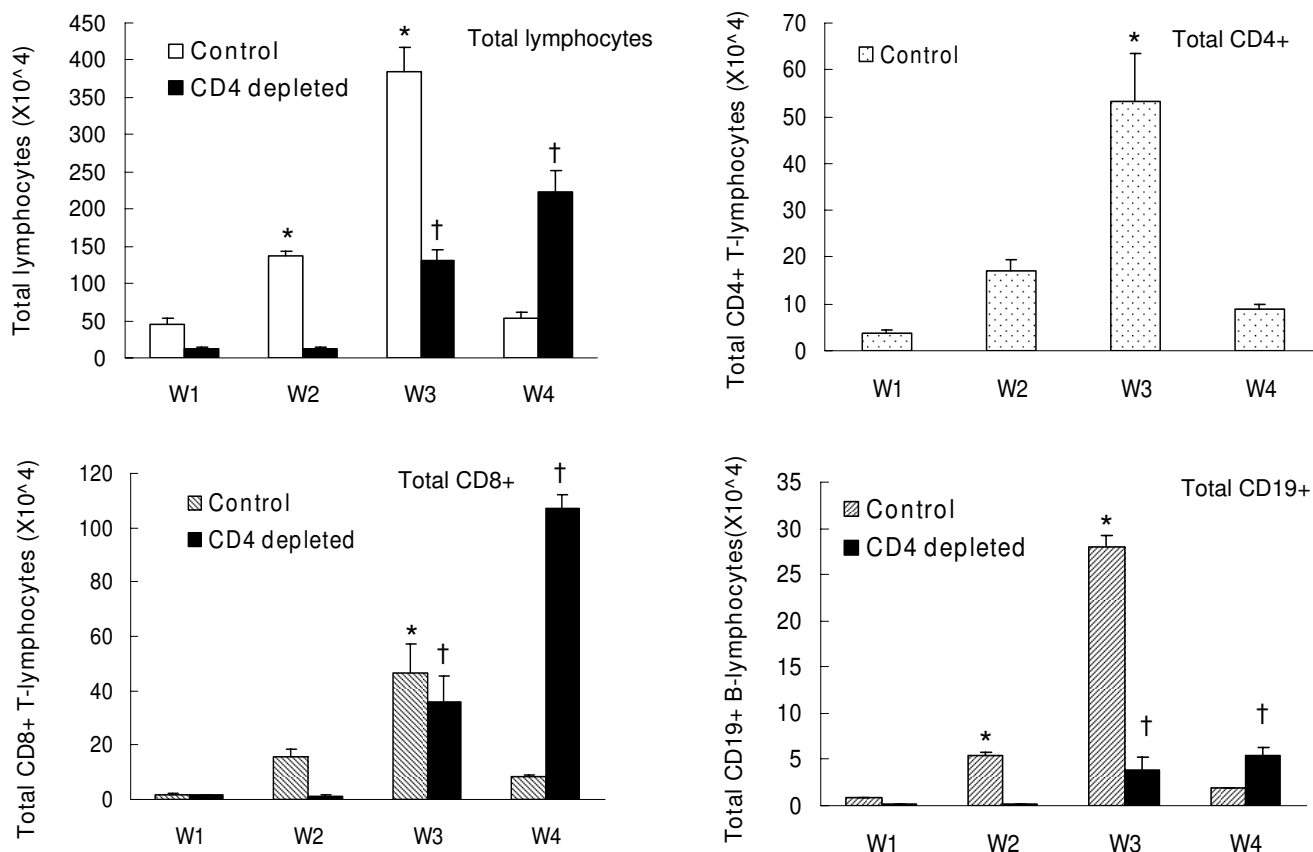 Total lymphocytes (X10^4)
450
400
350
300
250
200
150
100
50
0
Control
CD4 depleted
Total lymphocytes
*
*
†
†
W1 W2 W3 W4
Total CD4+ T-lymphocytes (X10^4)
70
60
50
40
30
20
10
0
Control
Total CD4+
*
W1 W2 W3 W4
Total CD8+ T-lymphocytes (X10^4)
120
100
80
60
40
20
0
Control
CD4 depleted
Total CD8+
*
†
†
W1 W2 W3 W4
Total CD19+ B-lymphocytes(X10^4)
35
30
25
20
15
10
5
0
Control
CD4 depleted
Total CD19+
*
*
†
†
W1 W2 W3 W4